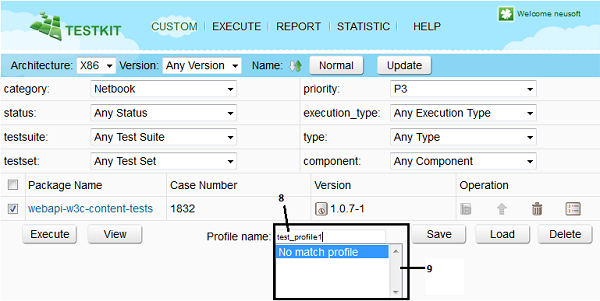 TESTKIT CUSTOM EXECUTE REPORT STATISTIC HELP Welcome neusoft
Architecture: X86 Version: Any Version Name: Normal Update
category: Netbook priority: P3
status: Any Status execution_type: Any Execution Type
testsuite: Any Test Suite type: Any Type
testset: Any Test Set component: Any Component
Package Name Case Number Version Operation
webapi-w3c-content-tests 1832 1.0.7-1
8
Execute View Profile name: test_profile1 Save Load Delete
No match profile
9